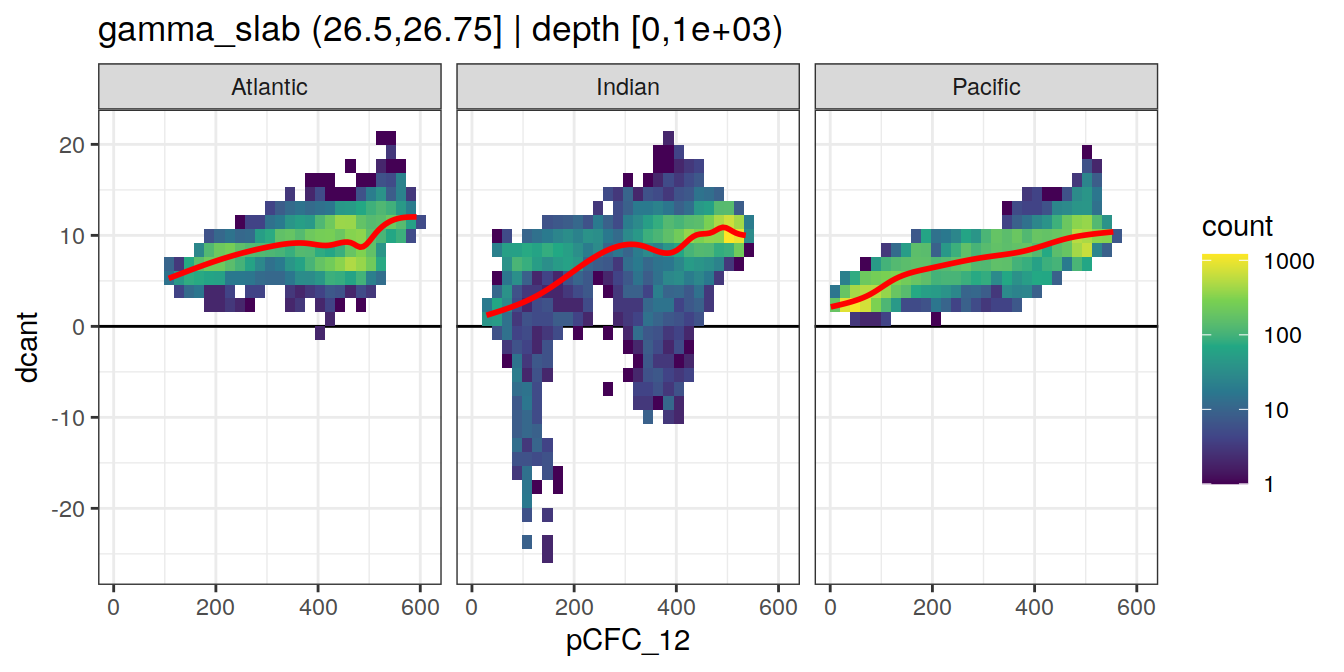 gamma_slab (26.5,26.75] | depth [0,1e+03)
Atlantic Indian Pacific
20
10
0
-10
-20
dcant
0 200 400 600 0 200 400 600 0 200 400 600
pCFC_12
count
1000
100
10
1